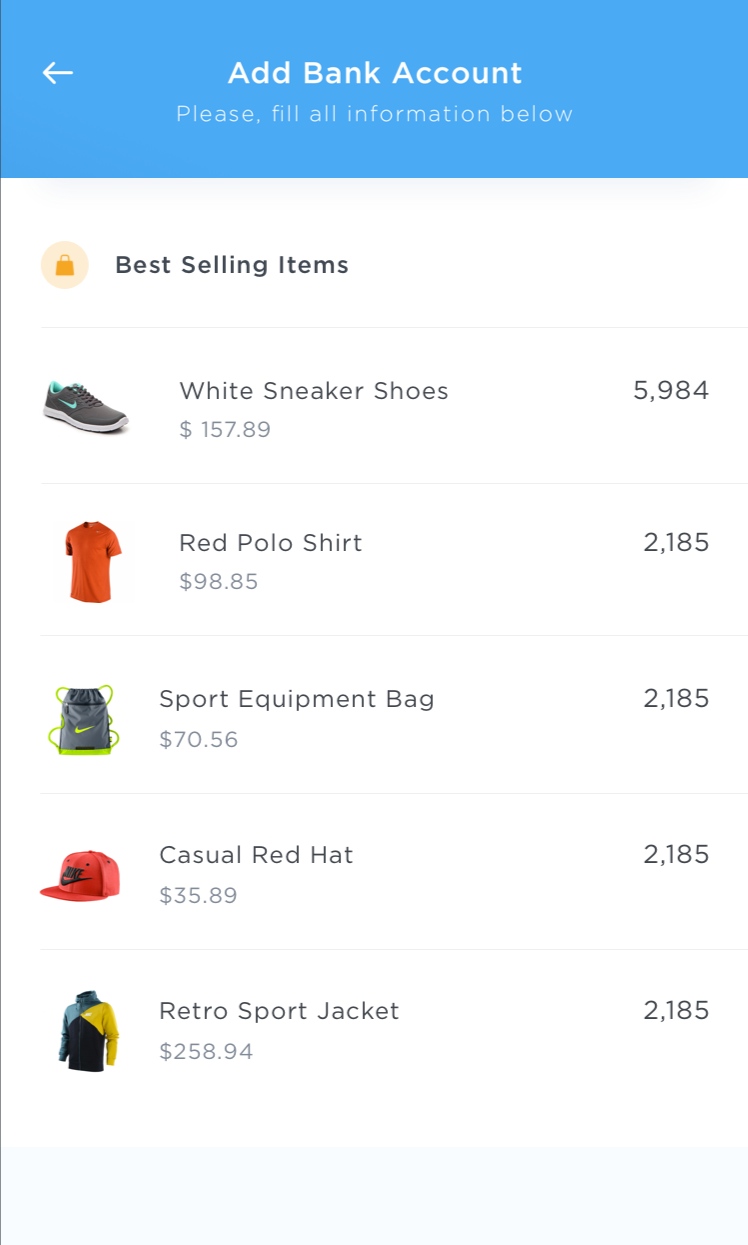 Add Bank Account
Please, fill all information below
Best Selling Items
White Sneaker Shoes
5,984
$ 157.89
Red Polo Shirt
2,185
$98.85
Sport Equipment Bag
2,185
$70.56
Casual Red Hat
2,185
$35.89
NIKE
Retro Sport Jacket
2,185
$258.94